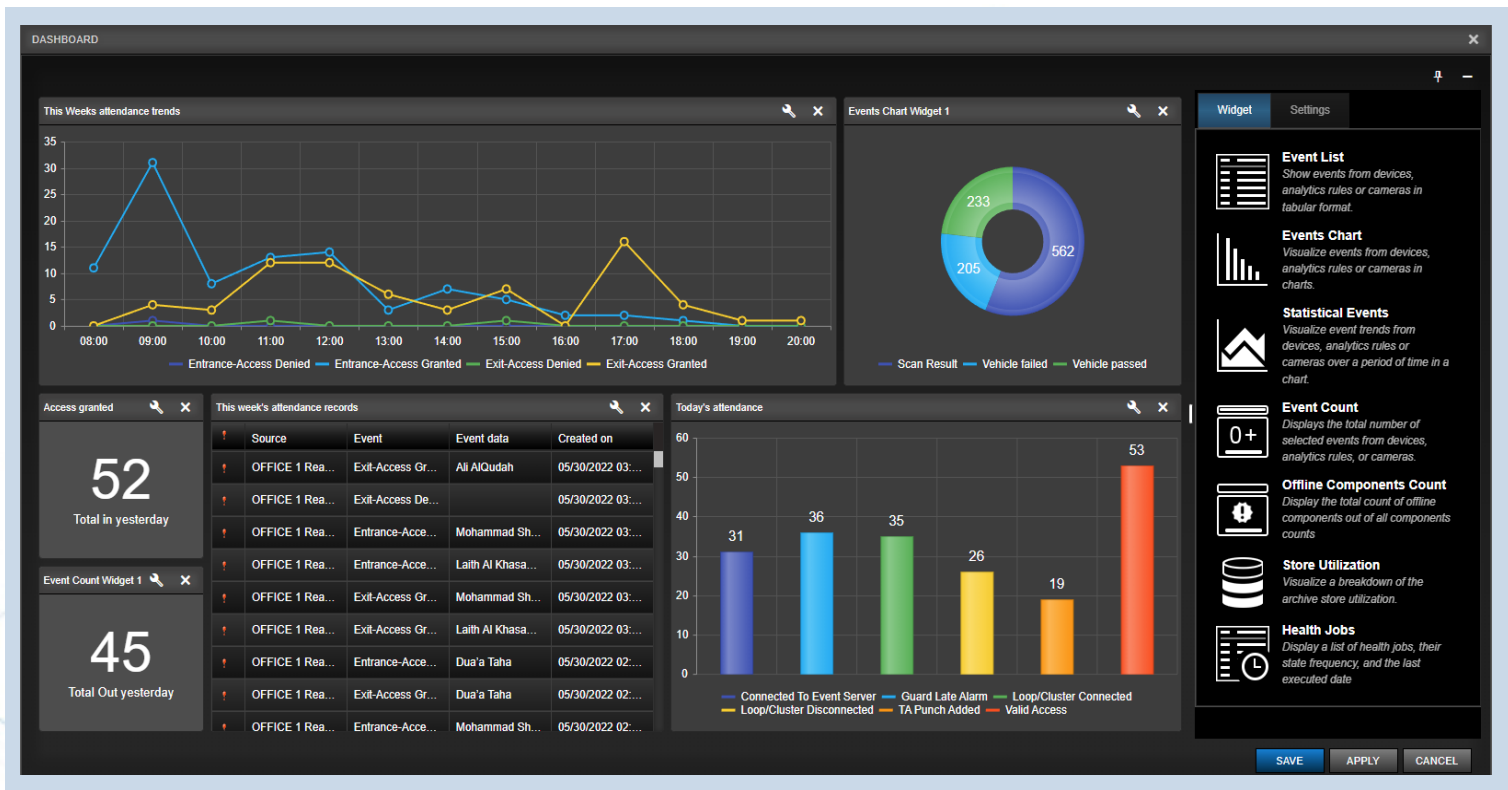 DASHBOARD
This Weeks attendance trends
35
30
25
20
15
10
5
0
08:00 09:00 10:00 11:00 12:00 13:00 14:00 15:00 16:00 17:00 18:00 19:00 20:00
Entrance-Access Denied Entrance-Access Granted Exit-Access Denied Exit-Access Granted
Events Chart Widget 1
233
562
205
Scan Result Vehicle failed Vehicle passed
Access granted
52
Total in yesterday
Event Count Widget 1
45
Total Out yesterday
This week's attendance records
Source Event Event data Created on
OFFICE 1 Rea... Exit-Access Gr... Ali AlQudah 05/30/2022 03:...
OFFICE 1 Rea... Exit-Access De... 05/30/2022 03:...
OFFICE 1 Rea... Entrance-Acce... Mohammad Sh... 05/30/2022 03:...
OFFICE 1 Rea... Entrance-Acce... Laith Al Khasa... 05/30/2022 03:...
OFFICE 1 Rea... Exit-Access Gr... Mohammad Sh... 05/30/2022 03:...
OFFICE 1 Rea... Exit-Access Gr... Laith Al Khasa... 05/30/2022 03:...
OFFICE 1 Rea... Entrance-Acce... Dua'a Taha 05/30/2022 02:...
OFFICE 1 Rea... Exit-Access Gr... Dua'a Taha 05/30/2022 02:...
OFFICE 1 Rea... Entrance-Acce... Mohammad Sh... 05/30/2022 02:...
Today's attendance
60
50
40
30
20
10
0
31 36 35 26 19 53
Connected To Event Server Guard Late Alarm Loop/Cluster Connected
Loop/Cluster Disconnected TA Punch Added Valid Access
Widget Settings
Event List
Show events from devices,
analytics rules or cameras in
tabular format.
Events Chart
Visualize events from devices,
analytics rules or cameras in
charts.
Statistical Events
Visualize event trends from
devices, analytics rules or
cameras over a period of time in a
chart.
0+
Event Count
Displays the total number of
selected events from devices,
analytics rules, or cameras.
Offline Components Count
Display the total count of offline
components out of all components
counts
Store Utilization
Visualize a breakdown of the
archive store utilization.
Health Jobs
Display a list of health jobs, their
state frequency, and the last
executed date
SAVE APPLY CANCEL